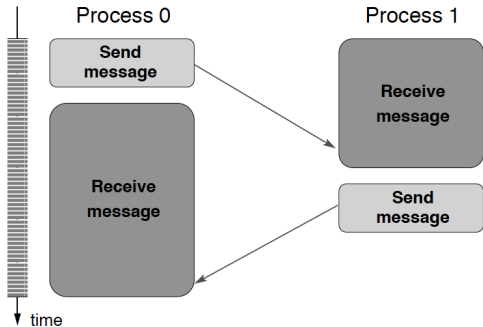 Process 0
Process 1
Send
message
Receive
message
Receive
message
Send
message
time